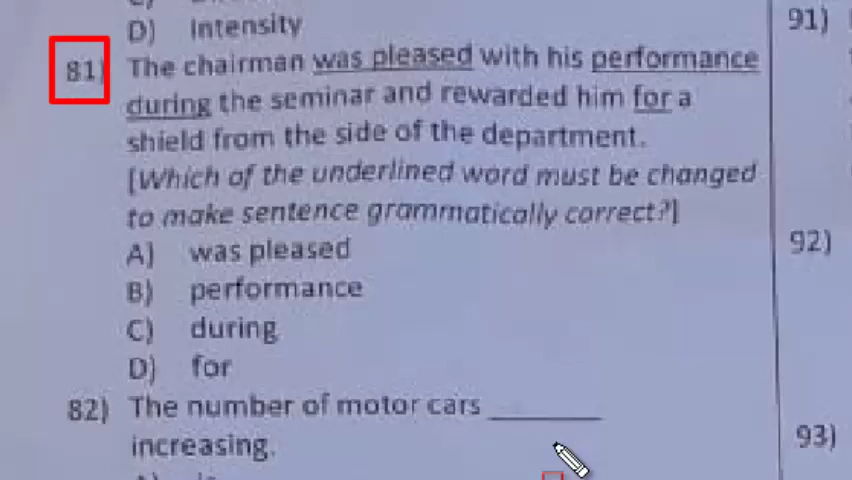 D) Intensity
91)
81) The chairman was pleased with his performance
during the seminar and rewarded him for a
shield from the side of the department.
[Which of the underlined word must be changed
to make sentence grammatically correct?]
A) was pleased
B) performance
C) during
D) for
92)
82) The number of motor cars ________
increasing.
93)